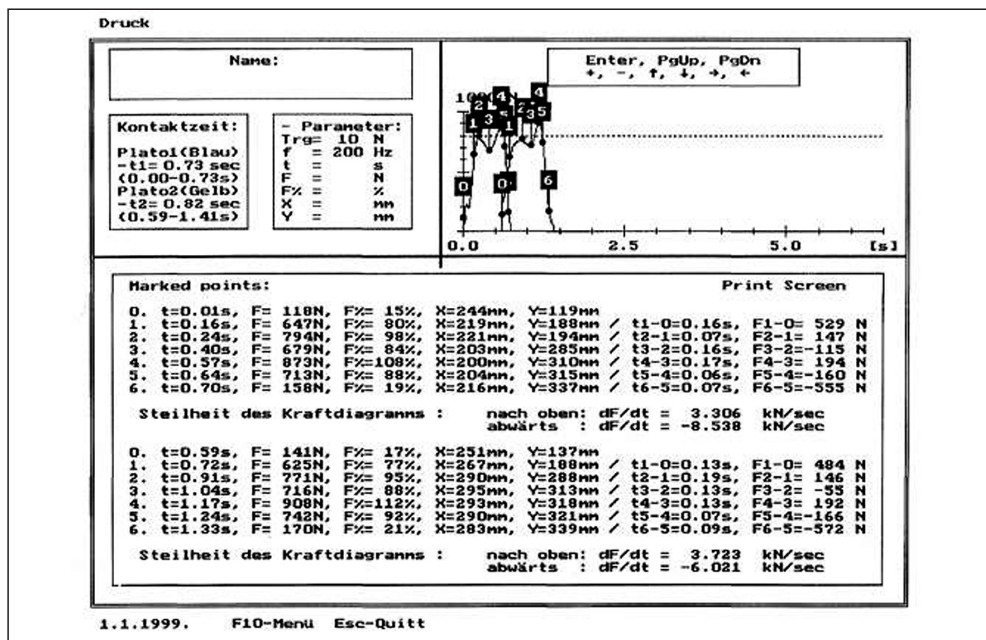 Druck
Name:
Enter, PgUp, PgDn
+, -, ↑, ↓, →, ←
Kontaktzeit:
Plato1(Blau)
-t1= 0.73 sec
(0.00-0.73s)
Plato2(Gelb)
-t2= 0.82 sec
(0.59-1.41s)
- Parameter:
Trg= 10 N
f = 200 Hz
t = s
F = N
F% = %
X = mm
Y = mm
0 1 2 3 4 5 1 2 3 4 5 0 6
0.0 2.5 5.0 [s]
Marked points: Print Screen
0. t=0.01s, F= 118N, F%= 15%, X=244mm, Y=119mm
1. t=0.16s, F= 647N, F%= 80%, X=219mm, Y=188mm / t1-0=0.16s, F1-0= 529 N
2. t=0.24s, F= 794N, F%= 98%, X=221mm, Y=194mm / t2-1=0.07s, F2-1= 147 N
3. t=0.40s, F= 679N, F%= 84%, X=203mm, Y=285mm / t3-2=0.16s, F3-2=-115 N
4. t=0.57s, F= 873N, F%=108%, X=200mm, Y=310mm / t4-3=0.17s, F4-3= 194 N
5. t=0.64s, F= 713N, F%= 88%, X=204mm, Y=315mm / t5-4=0.06s, F5-4=-160 N
6. t=0.70s, F= 158N, F%= 19%, X=216mm, Y=337mm / t6-5=0.07s, F6-5=-555 N
Steilheit des Kraftdiagramms : nach oben: dF/dt = 3.306 kN/sec
abwärts : dF/dt = -8.538 kN/sec
0. t=0.59s, F= 141N, F%= 17%, X=251mm, Y=137mm
1. t=0.72s, F= 625N, F%= 77%, X=267mm, Y=188mm / t1-0=0.13s, F1-0= 484 N
2. t=0.91s, F= 771N, F%= 95%, X=290mm, Y=288mm / t2-1=0.19s, F2-1= 146 N
3. t=1.04s, F= 716N, F%= 88%, X=295mm, Y=313mm / t3-2=0.13s, F3-2= -55 N
4. t=1.17s, F= 908N, F%=112%, X=293mm, Y=318mm / t4-3=0.13s, F4-3= 192 N
5. t=1.24s, F= 742N, F%= 92%, X=290mm, Y=321mm / t5-4=0.07s, F5-4=-166 N
6. t=1.33s, F= 170N, F%= 21%, X=283mm, Y=339mm / t6-5=0.09s, F6-5=-572 N
Steilheit des Kraftdiagramms : nach oben: dF/dt = 3.723 kN/sec
abwärts : dF/dt = -6.021 kN/sec
1.1.1999. F10-Menü Esc-Quitt